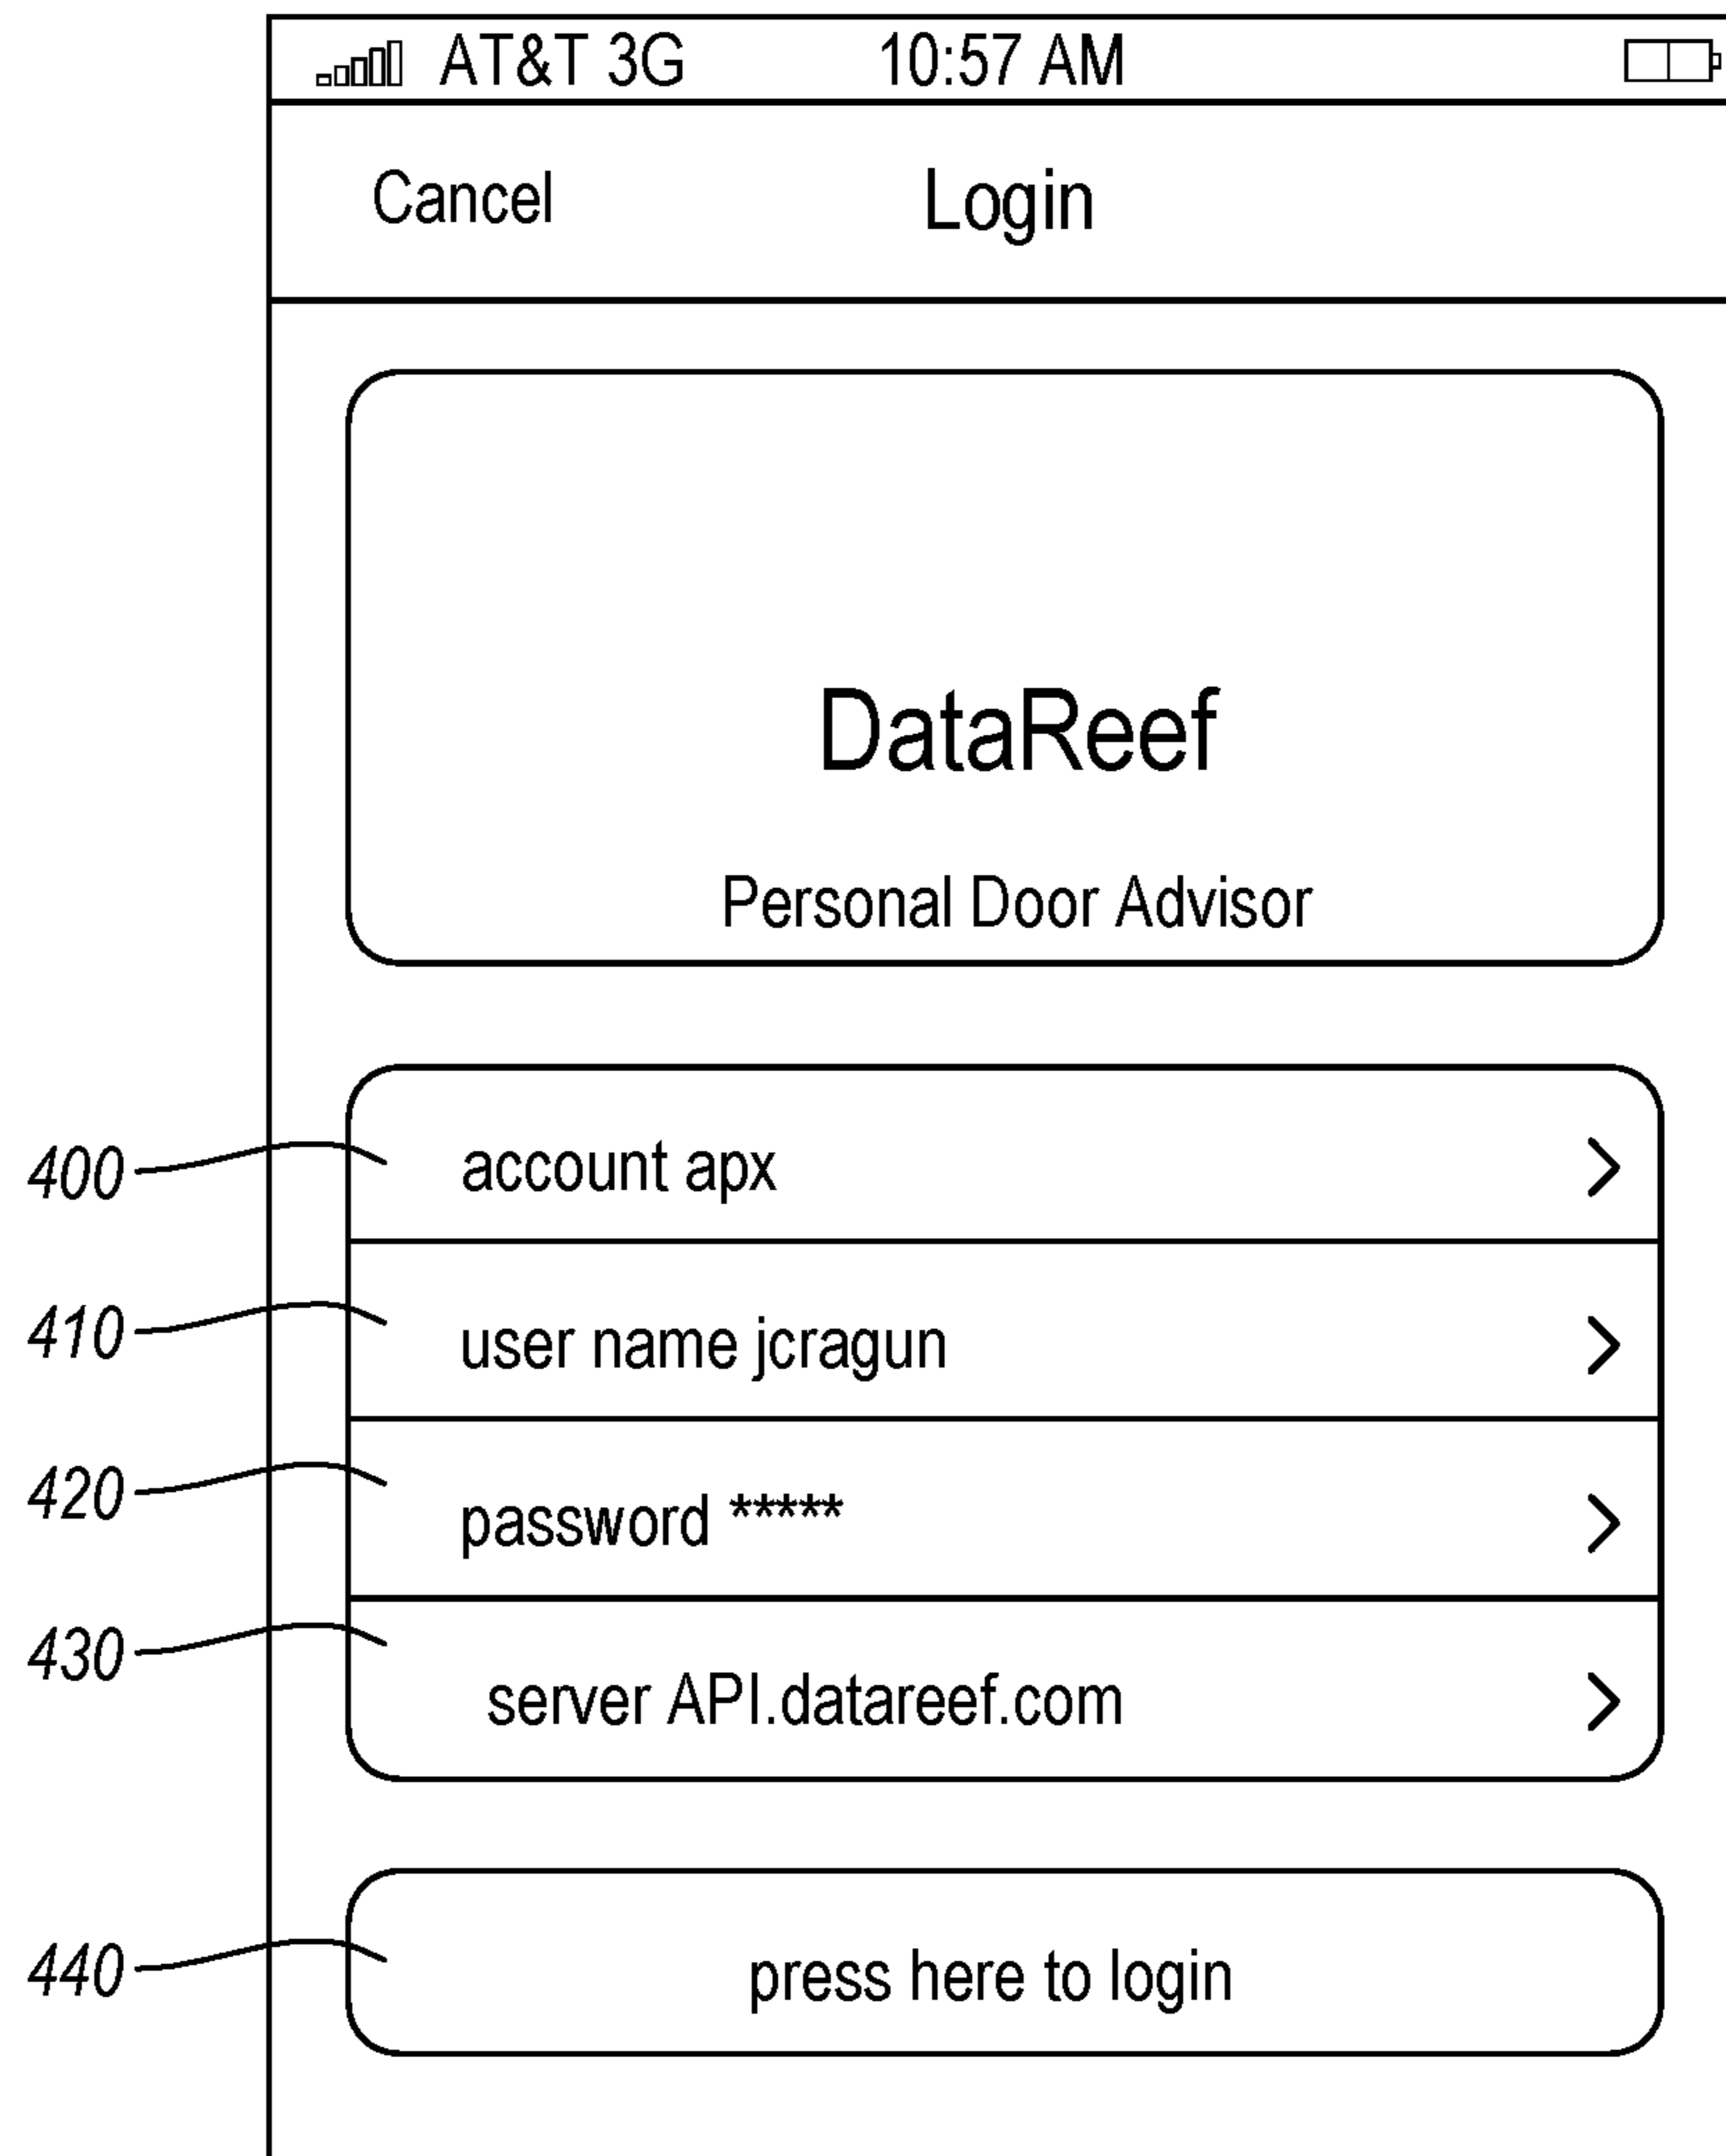 AT&T 3G 10:57 AM
Cancel Login
DataReef
Personal Door Advisor
400 account apx >
410 user name jcragun >
420 password ***** >
430 server API.datareef.com >
440 press here to login